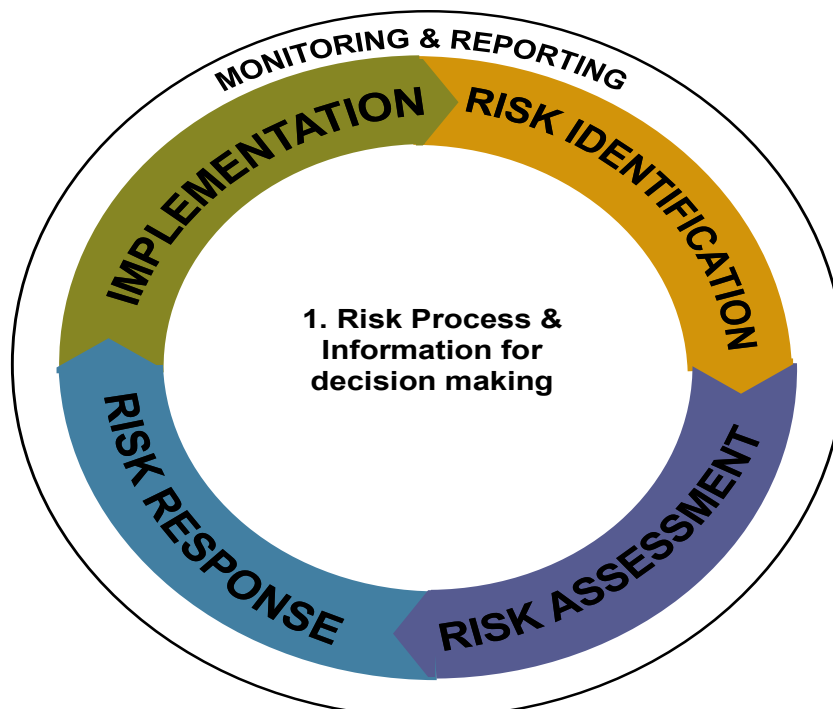 MONITORING & REPORTING
RISK IDENTIFICATION
RISK ASSESSMENT
RISK RESPONSE
IMPLEMENTATION
1. Risk Process &
Information for
decision making